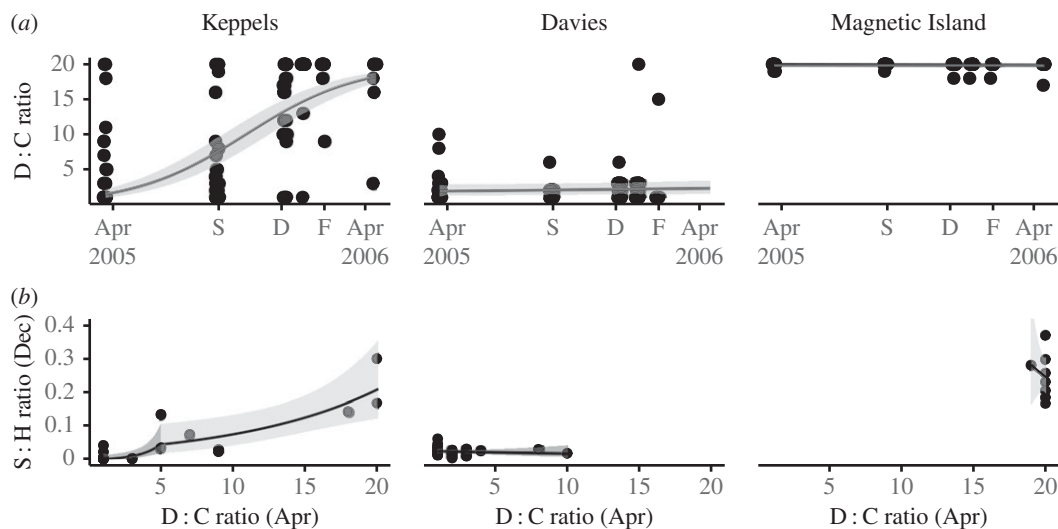 (a) Keppels Davies Magnetic Island
D : C ratio
20
15
10
5
Apr S D F Apr Apr S D F Apr Apr S D F Apr
2005 2006 2005 2006 2005 2006
(b)
S : H ratio (Dec)
0.4
0.3
0.2
0.1
0
5 10 15 20 5 10 15 20 5 10 15 20
D : C ratio (Apr) D : C ratio (Apr) D : C ratio (Apr)